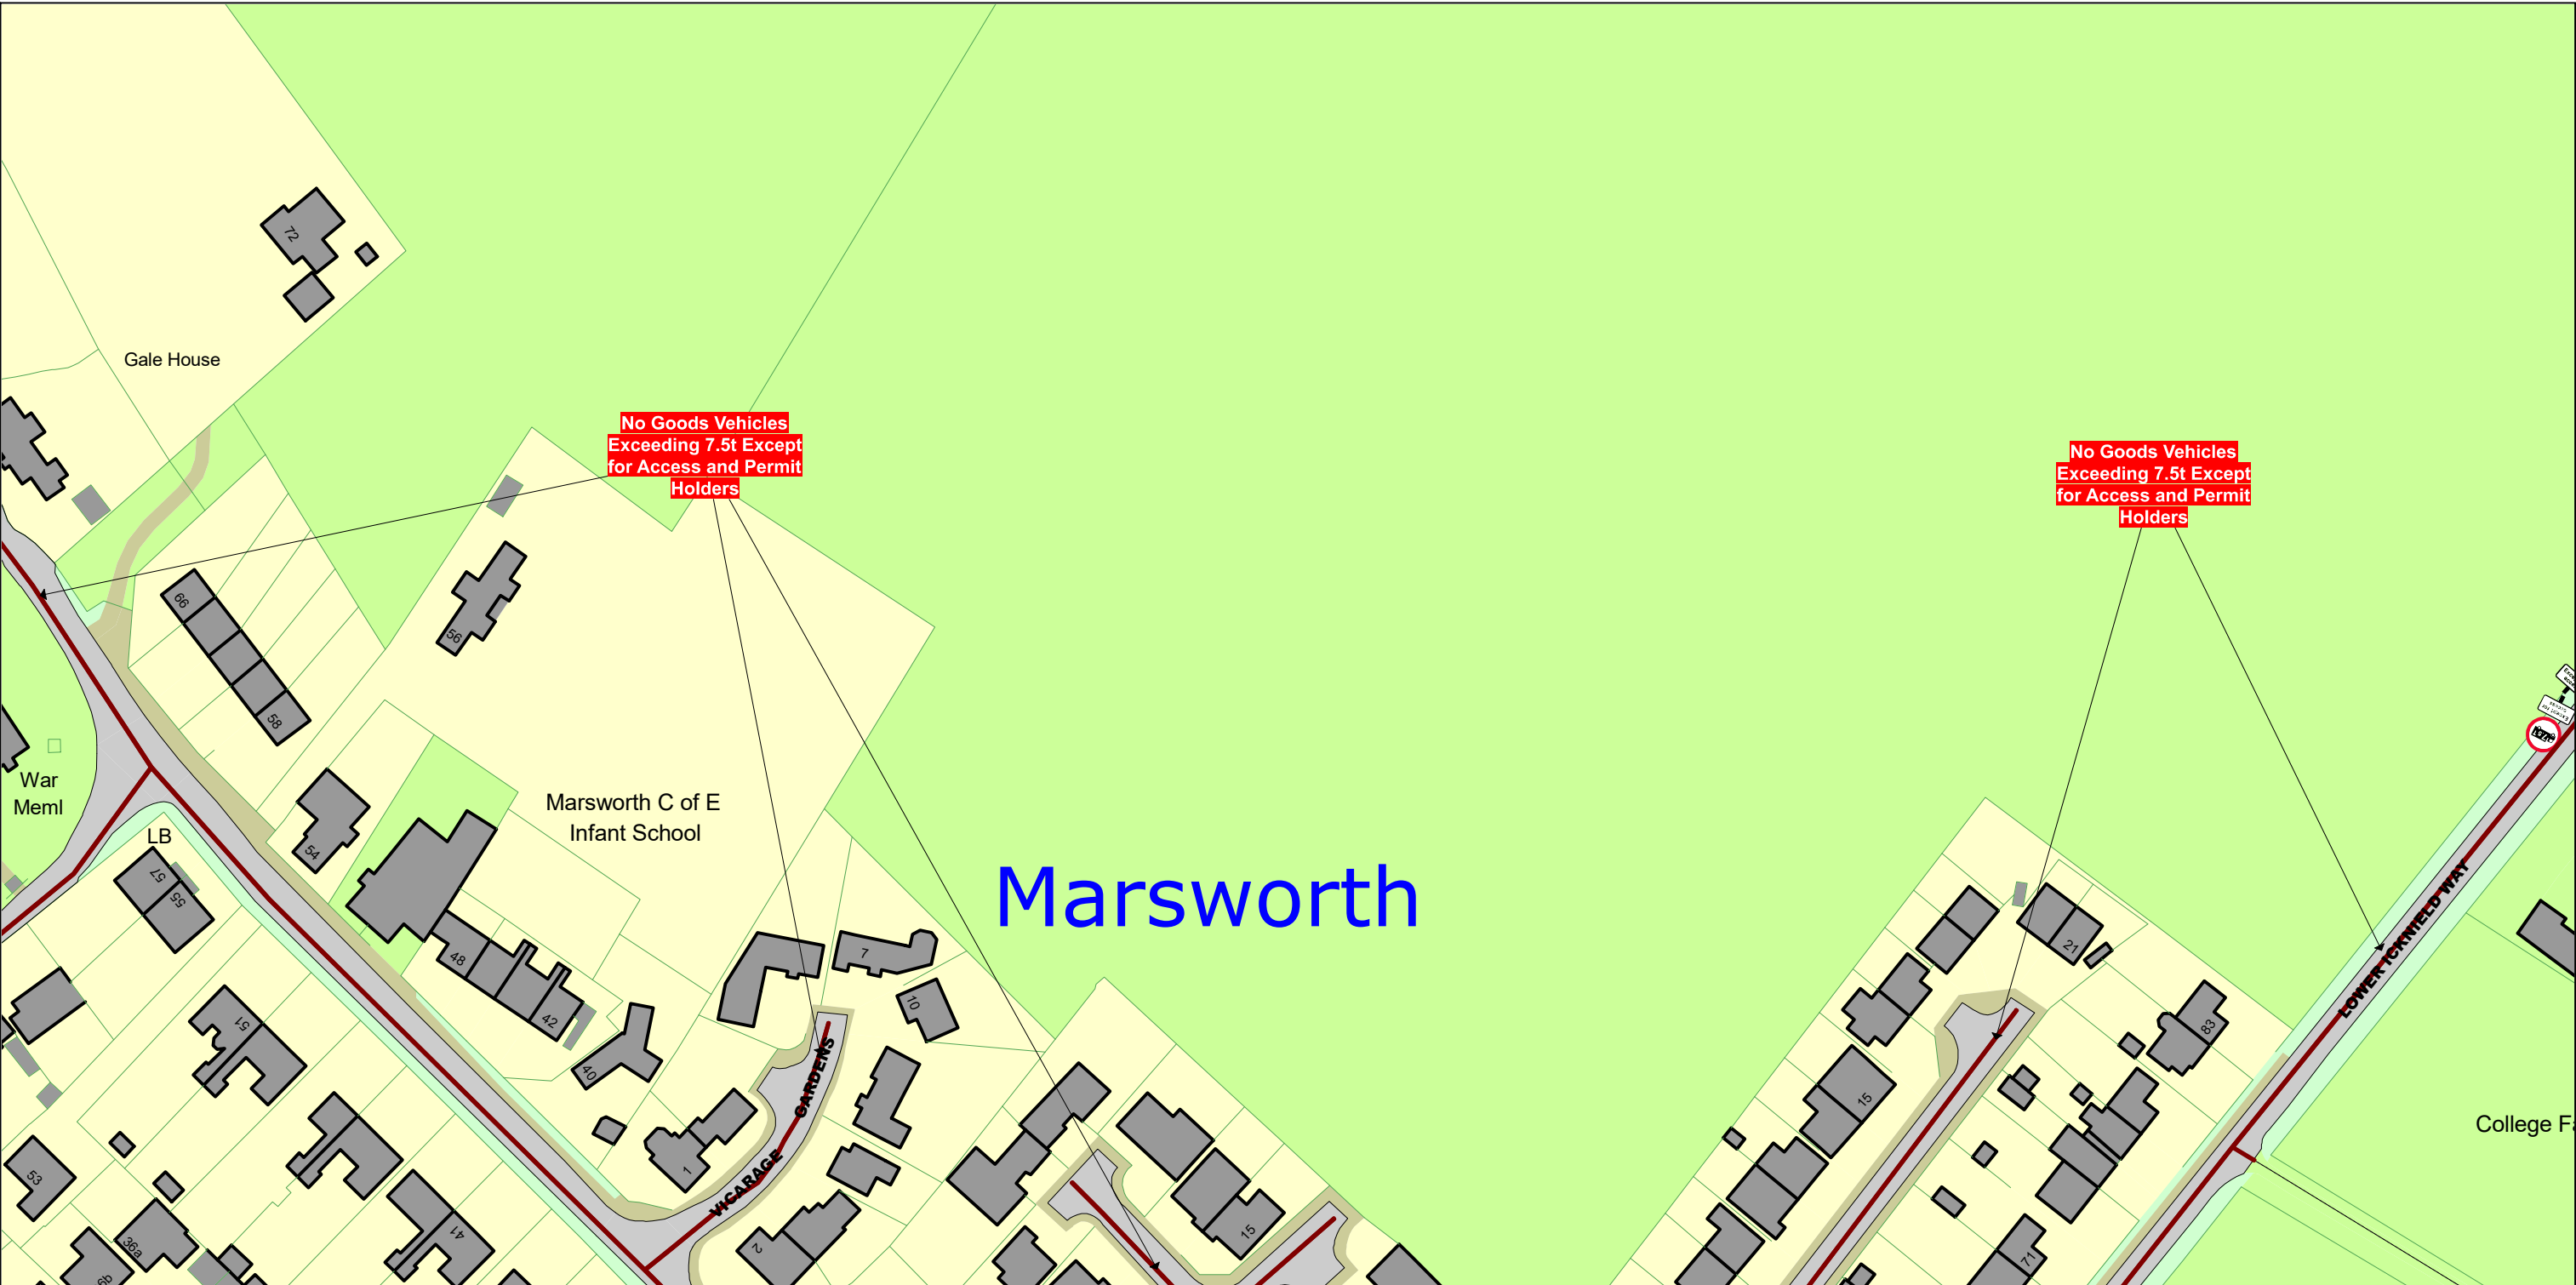 72
Gale House
No Goods Vehicles
Exceeding 7.5t Except
for Access and Permit
Holders
No Goods Vehicles
Exceeding 7.5t Except
for Access and Permit
Holders
66
56
58
War
Meml
Marsworth C of E
Infant School
LB
54
57
55
Marsworth
LOWER ICKNIELD WAY
48
42
7
10
21
51
40
83
15
GARDENS
VICARAGE
College
53
1
36a
41
2
15
6b
71